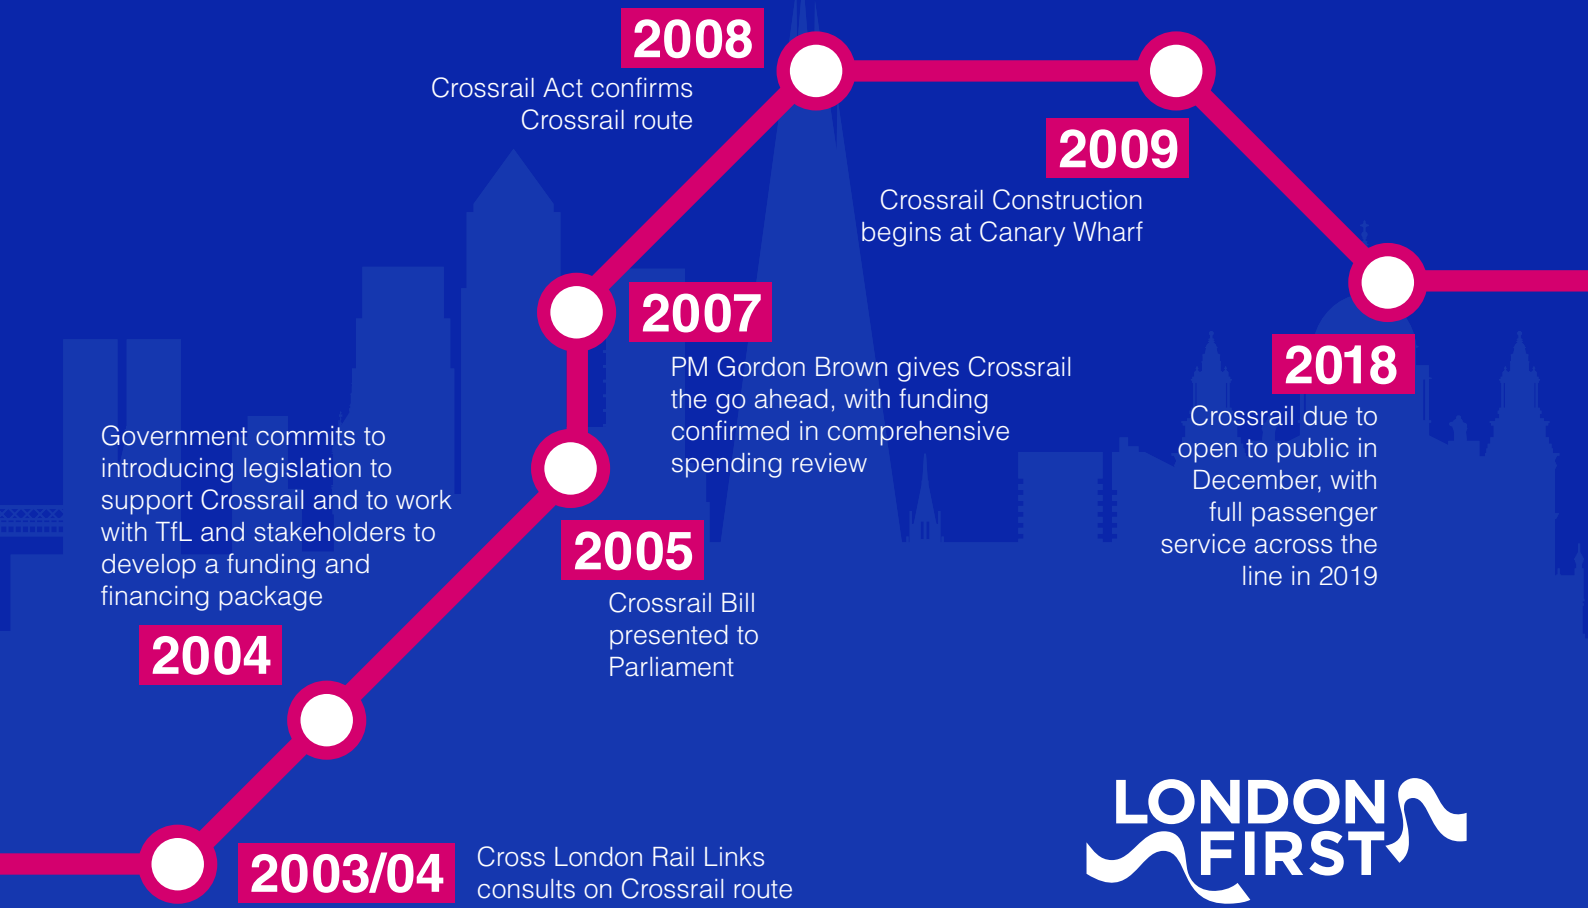 2008
Crossrail Act confirms
Crossrail route
2009
Crossrail Construction
begins at Canary Wharf
2007
PM Gordon Brown gives Crossrail
the go ahead, with funding
confirmed in comprehensive
spending review
2018
Crossrail due to
open to public in
December, with
full passenger
service across the
line in 2019
Government commits to
introducing legislation to
support Crossrail and to work
with TfL and stakeholders to
develop a funding and
financing package
2004
2005
Crossrail Bill
presented to
Parliament
2003/04
Cross London Rail Links
consults on Crossrail route
LONDON
FIRST